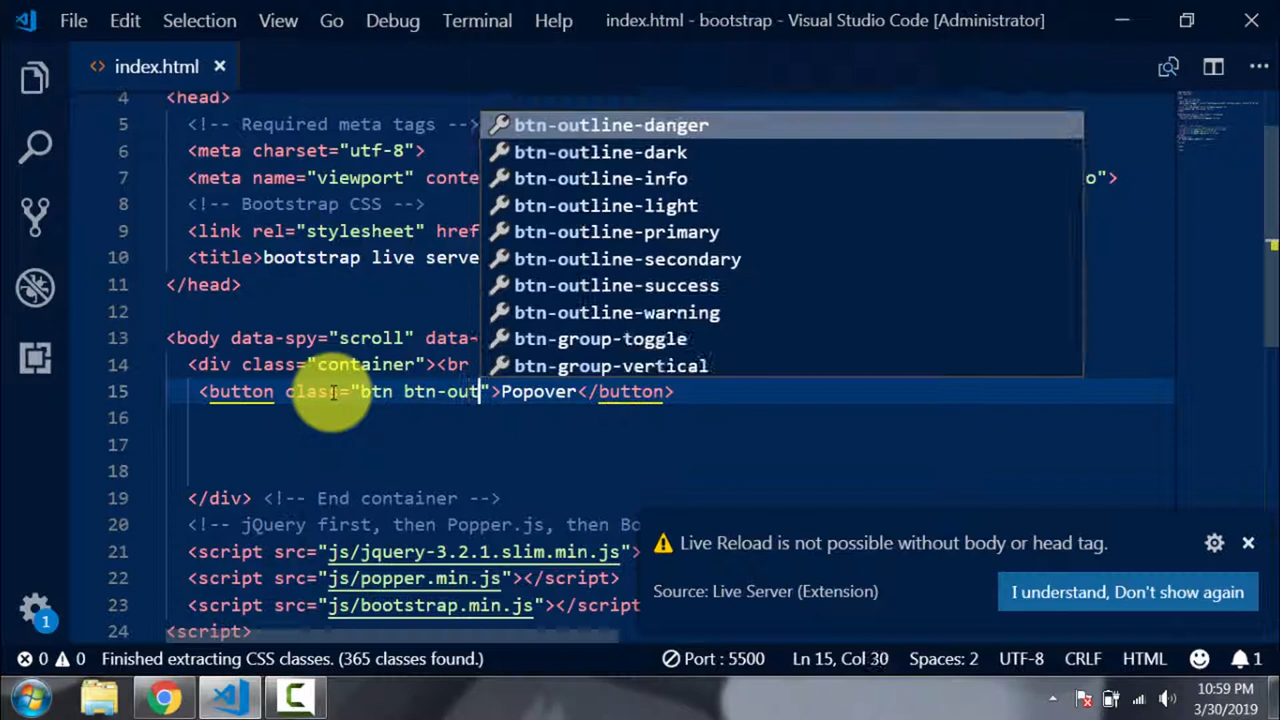 File Edit Selection View Go Debug Terminal Help index.html - bootstrap - Visual Studio Code [Administrator]
<> index.html ×
4 <head>
5 <!-- Required meta tags -->
6 <meta charset="utf-8">
7 <meta name="viewport" conte o">
8 <!-- Bootstrap CSS -->
9 <link rel="stylesheet" href
10 <title>bootstrap live serve
11 </head>
12
13 <body data-spy="scroll" data-
14 <div class="container"><br
15 <button class="btn btn-out">Popover</button>
16
17
18
19 </div> <!-- End container -->
20 <!-- jQuery first, then Popper.js, then Bo
21 <script src="js/jquery-3.2.1.slim.min.js">
22 <script src="js/popper.min.js"></script>
23 <script src="js/bootstrap.min.js"></script>
24 <script>
btn-outline-danger
btn-outline-dark
btn-outline-info
btn-outline-light
btn-outline-primary
btn-outline-secondary
btn-outline-success
btn-outline-warning
btn-group-toggle
btn-group-vertical
Live Reload is not possible without body or head tag.
Source: Live Server (Extension) I understand, Don't show again
1
0 0 Finished extracting CSS classes. (365 classes found.) Port : 5500 Ln 15, Col 30 Spaces: 2 UTF-8 CRLF HTML 1
10:59 PM
3/30/2019